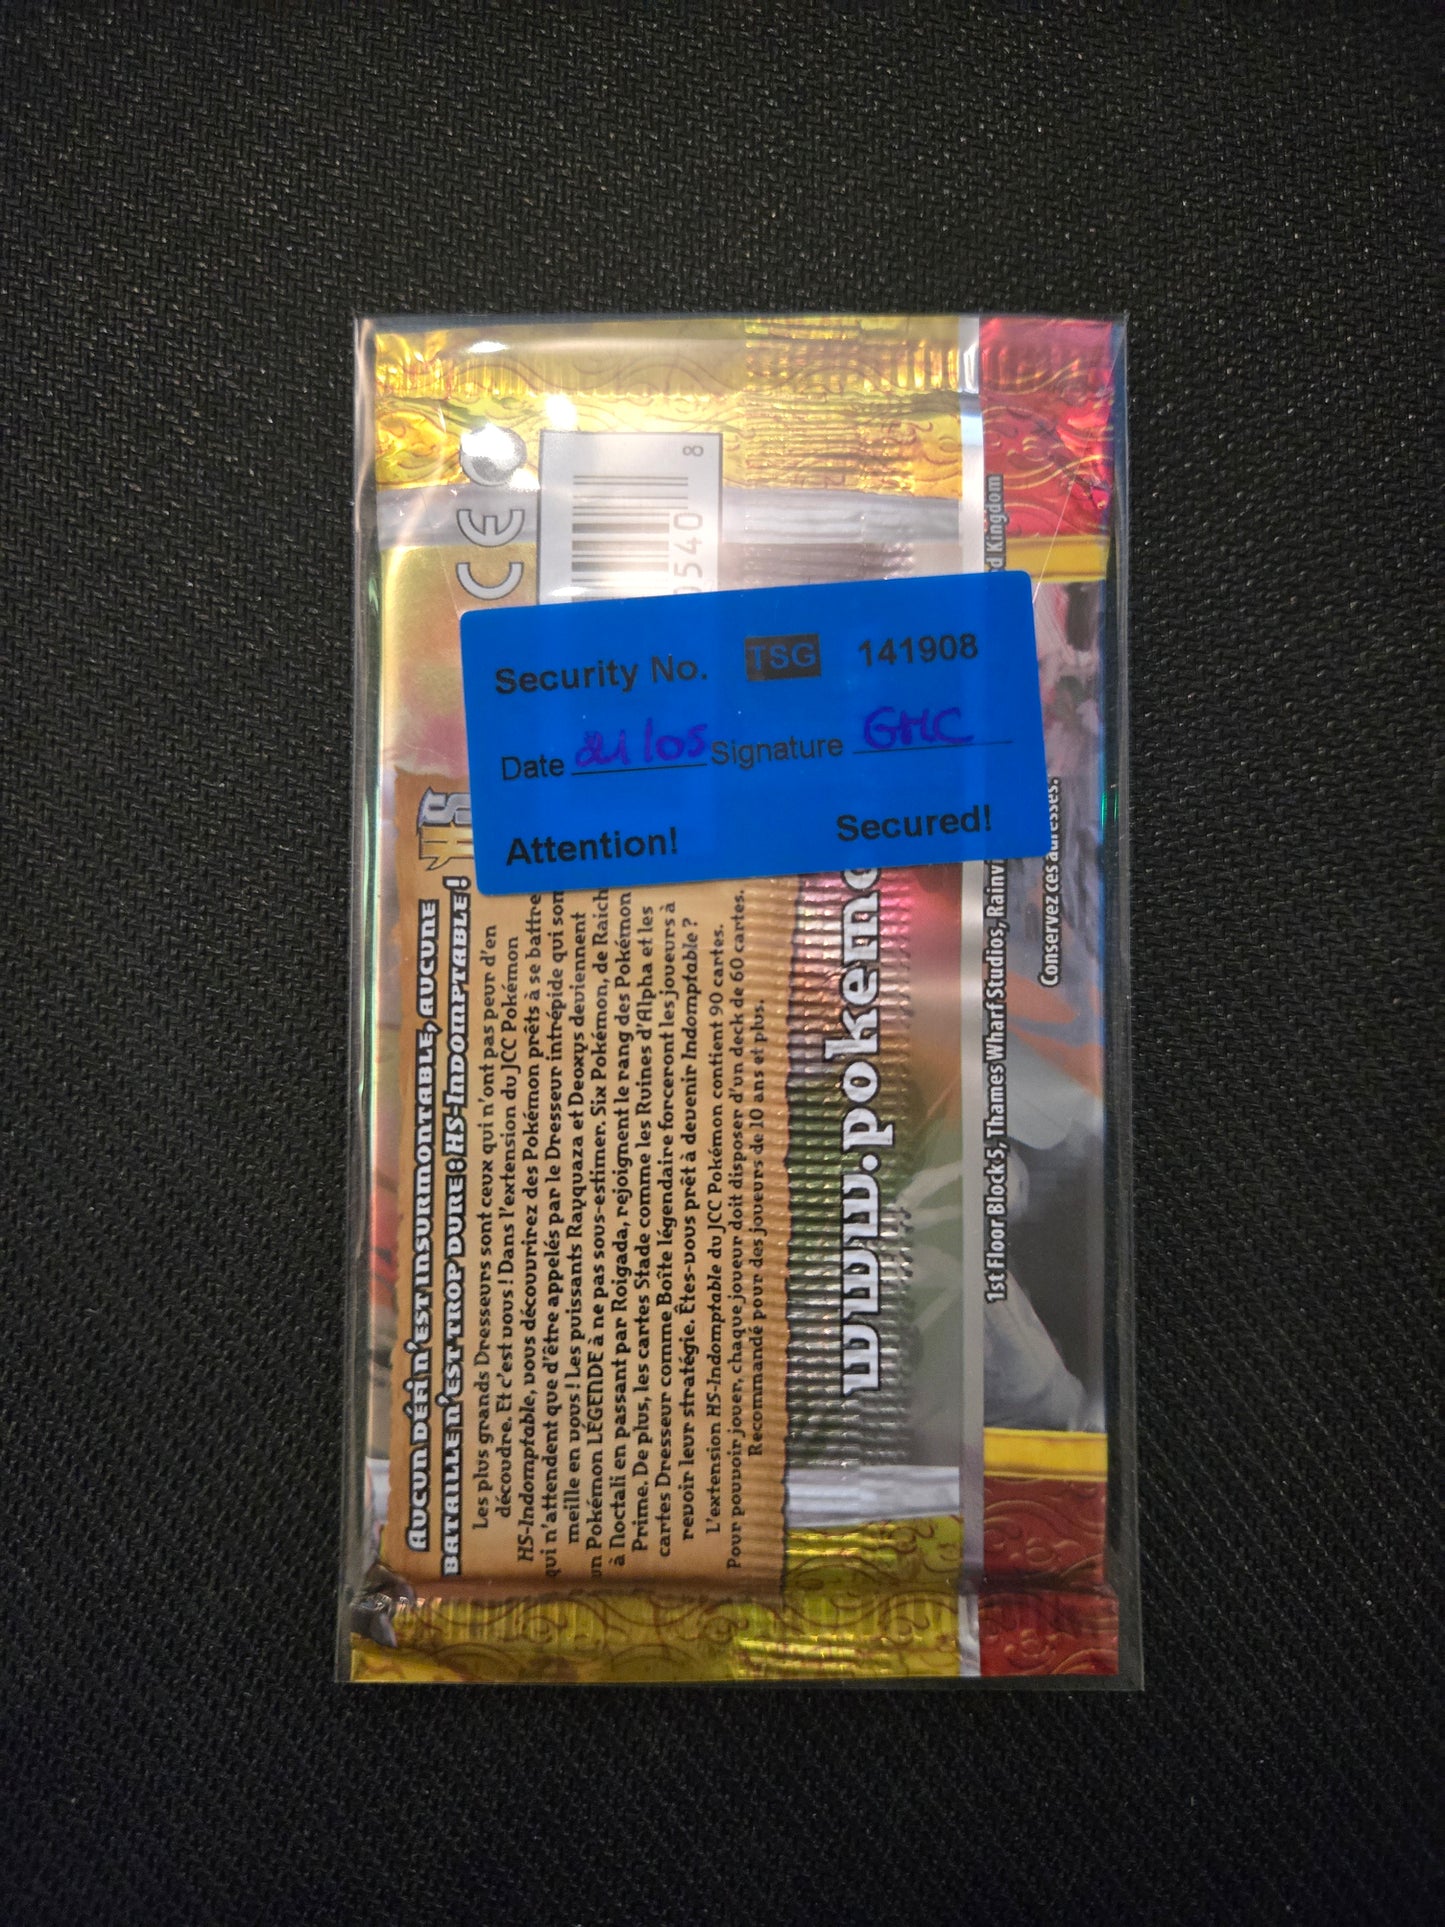 Security No. TSG 141908
Date 21/05 Signature GHC
Attention! Secured!
CE
0540 8
HS
AUCUN DÉFI N'EST INSURMONTABLE, AUCUNE
BATAILLE N'EST TROP DURE : HS-INDOMPTABLE!
Les plus grands Dresseurs sont ceux qui n'ont pas peur d'en
découdre. Et c'est vous ! Dans l'extension du JCC Pokémon
HS-Indomptable, vous découvrirez des Pokémon prêts à se battre
qui n'attendent que d'être appelés par le Dresseur intrépide qui som
meille en vous ! Les puissants Rayquaza et Deoxys deviennent
un Pokémon LÉGENDE à ne pas sous-estimer. Six Pokémon, de Raich
à Noctali en passant par Roigada, rejoignent le rang des Pokémon
Prime. De plus, les cartes Stade comme les Ruines d'Alpha et les
cartes Dresseur comme Boîte légendaire forceront les joueurs à
revoir leur stratégie. Êtes-vous prêt à devenir Indomptable ?
L'extension HS-Indomptable du JCC Pokémon contient 90 cartes.
Pour pouvoir jouer, chaque joueur doit disposer d'un deck de 60 cartes.
Recommandé pour des joueurs de 10 ans et plus.
www.pokemo
1st Floor Block 5, Thames Wharf Studios, Rainvi d Kingdom
Conservez ces adresses.